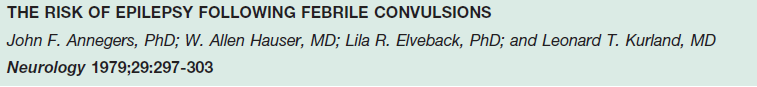 THE RISK OF EPILEPSY FOLLOWING FEBRILE CONVULSIONS
John F. Annegers, PhD; W. Allen Hauser, MD; Lila R. Elveback, PhD; and Leonard T. Kurland, MD
Neurology 1979;29:297-303